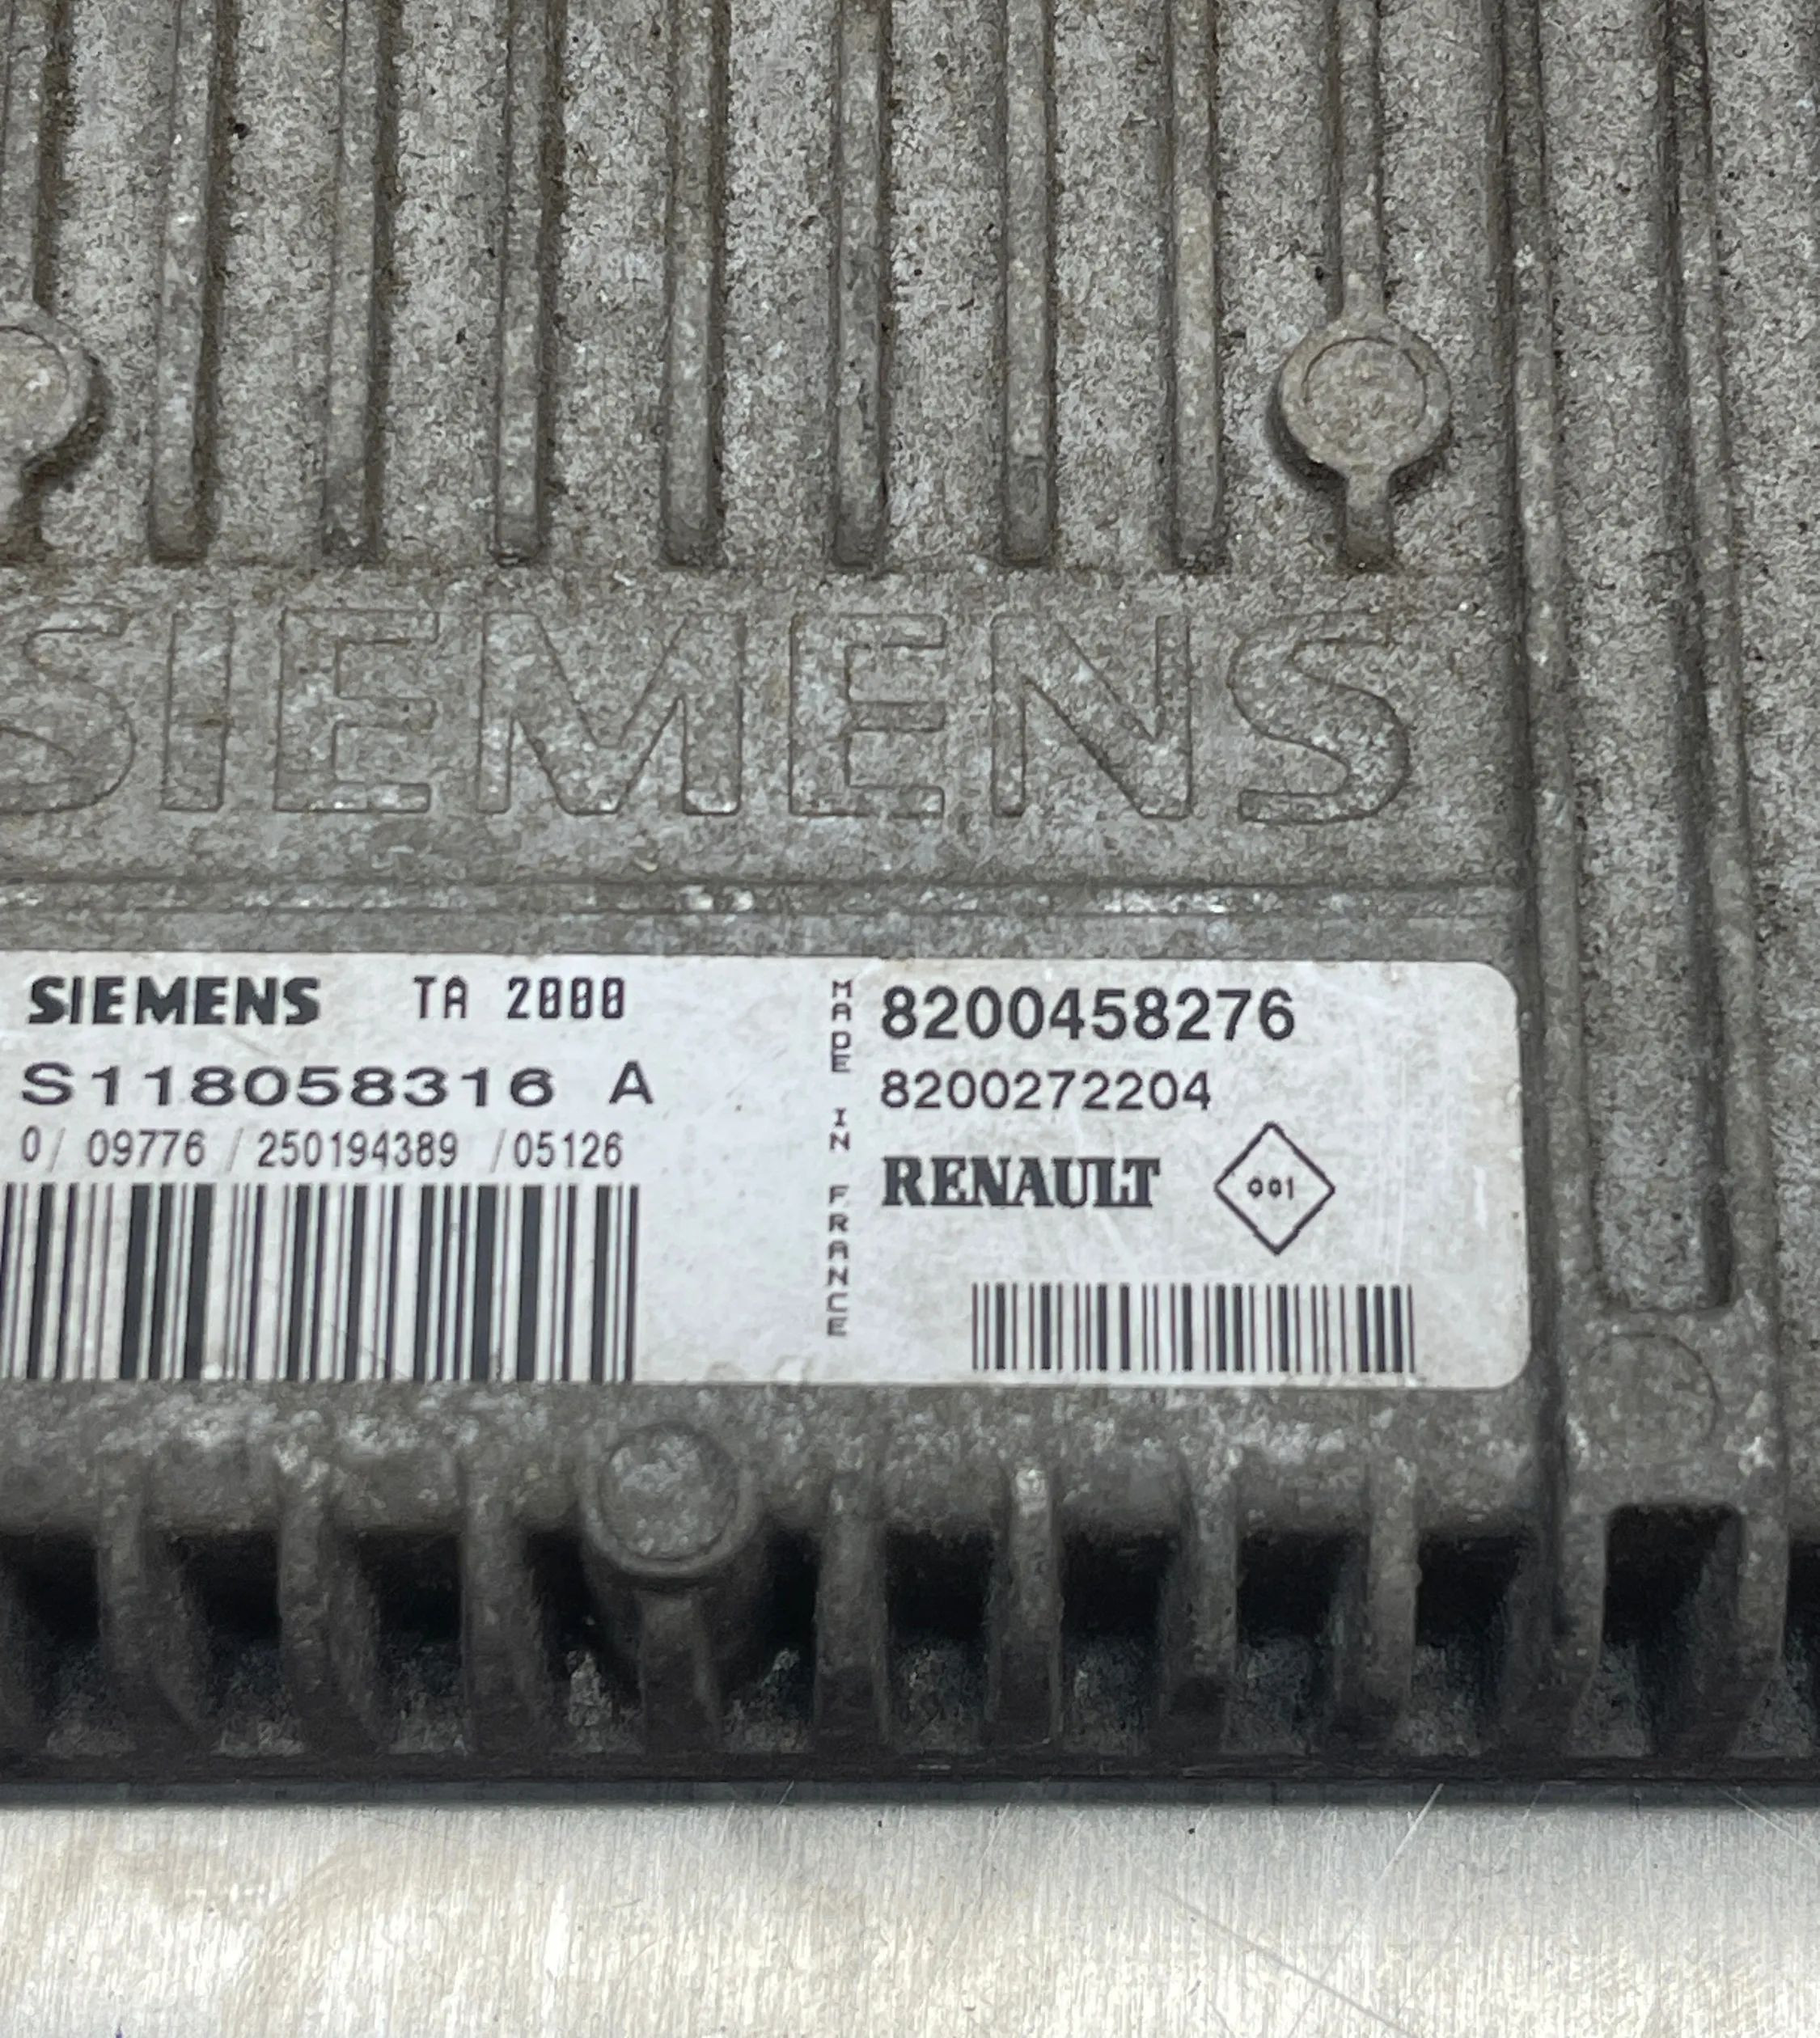 SIEMENS
SIEMENS TA 2000
S118058316 A
0/ 09776 / 250194389 /05126
MADE IN FRANCE
8200458276
8200272204
RENAULT 001